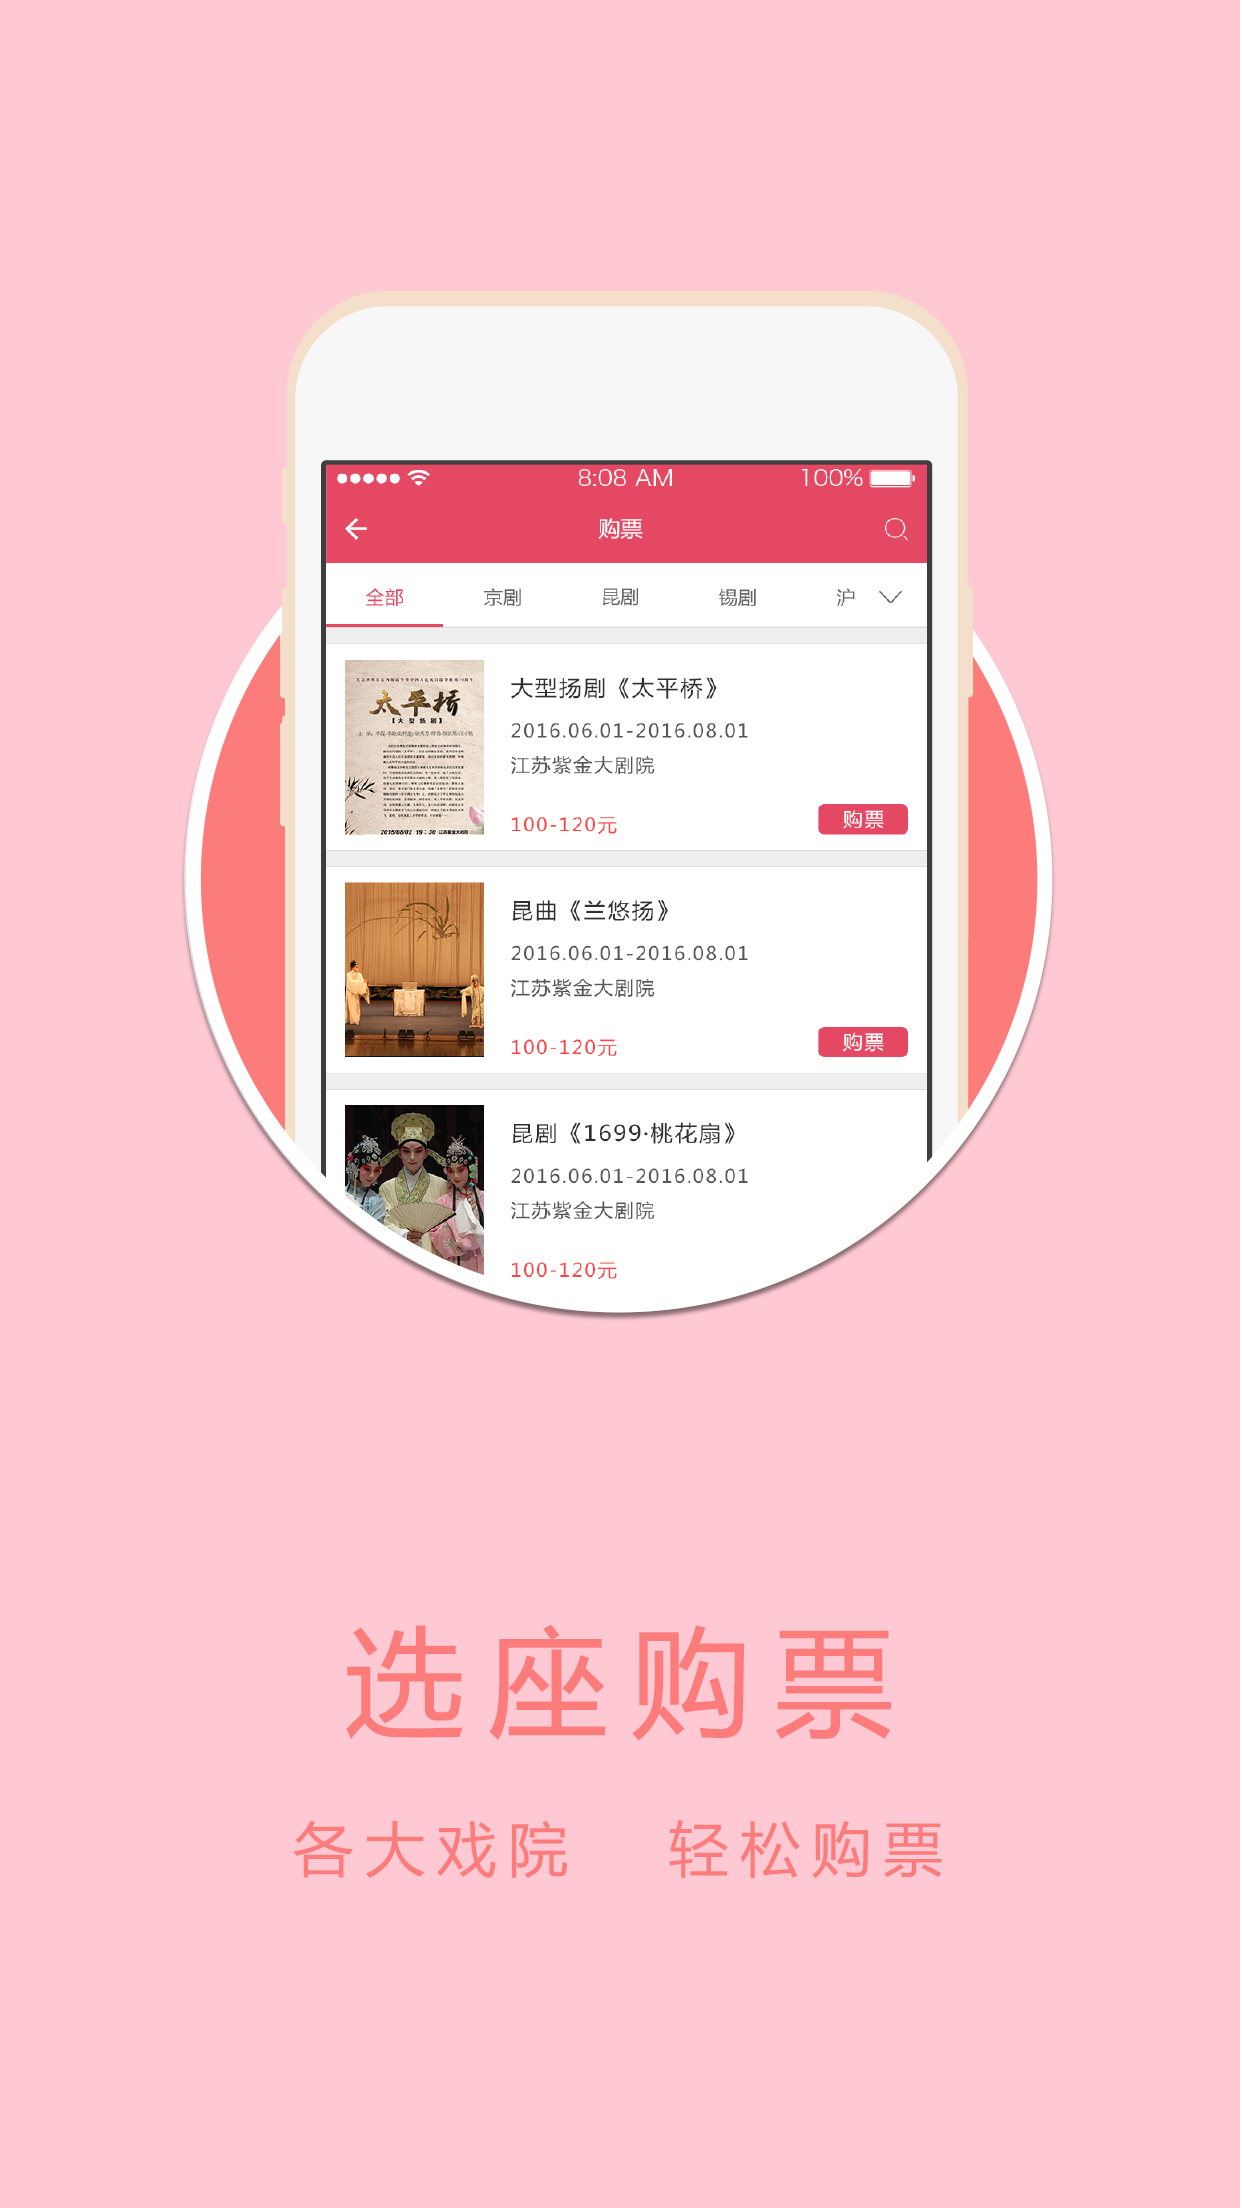 8:08 AM 100%
购票
全部 京剧 昆剧 锡剧 沪
太平桥
【大型扬剧】
大型扬剧《太平桥》
2016.06.01-2016.08.01
江苏紫金大剧院
100-120元 购票
昆曲《兰悠扬》
2016.06.01-2016.08.01
江苏紫金大剧院
100-120元 购票
昆剧《1699·桃花扇》
2016.06.01-2016.08.01
江苏紫金大剧院
100-120元
选座购票
各大戏院 轻松购票